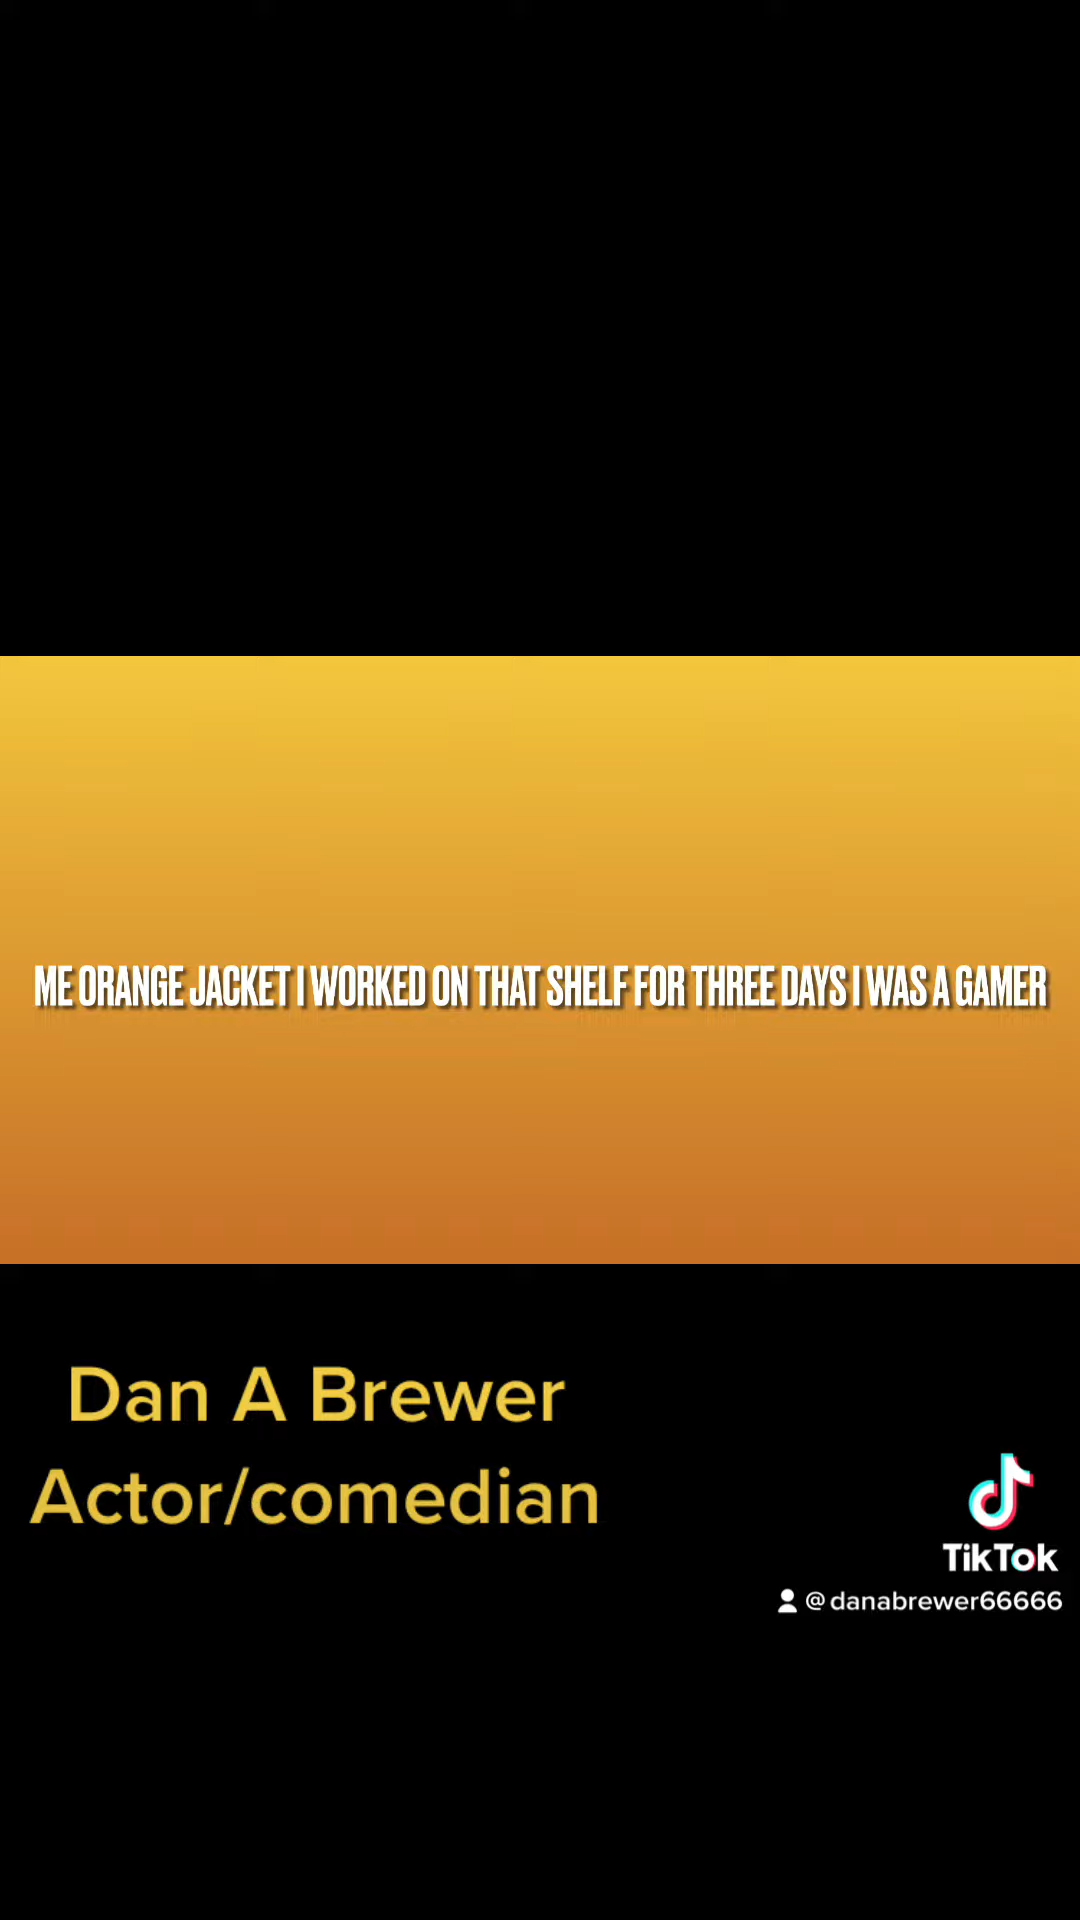 ME ORANGE JACKET I WORKED ON THAT SHELF FOR THREE DAYS I WAS A GAMER
Dan A Brewer
Actor/comedian
TikTok
@danabrewer66666